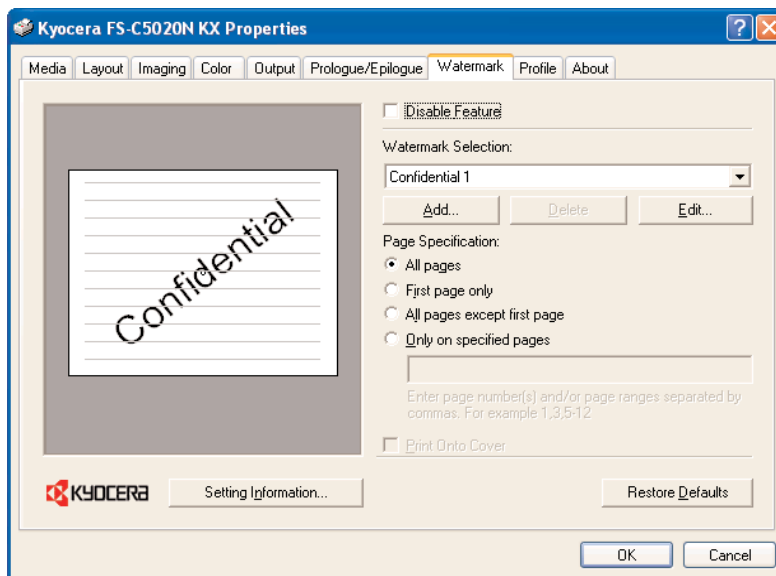 Kyocera FS-C5020N KX Properties
Media Layout Imaging Color Output Prologue/Epilogue Watermark Profile About
Disable Feature
Watermark Selection:
Confidential 1
Add... Delete Edit...
Page Specification:
All pages
First page only
All pages except first page
Only on specified pages
Enter page number(s) and/or page ranges separated by
commas. For example 1,3,5-12
Print Onto Cover
Confidential
KYOCERA Setting Information... Restore Defaults
OK Cancel